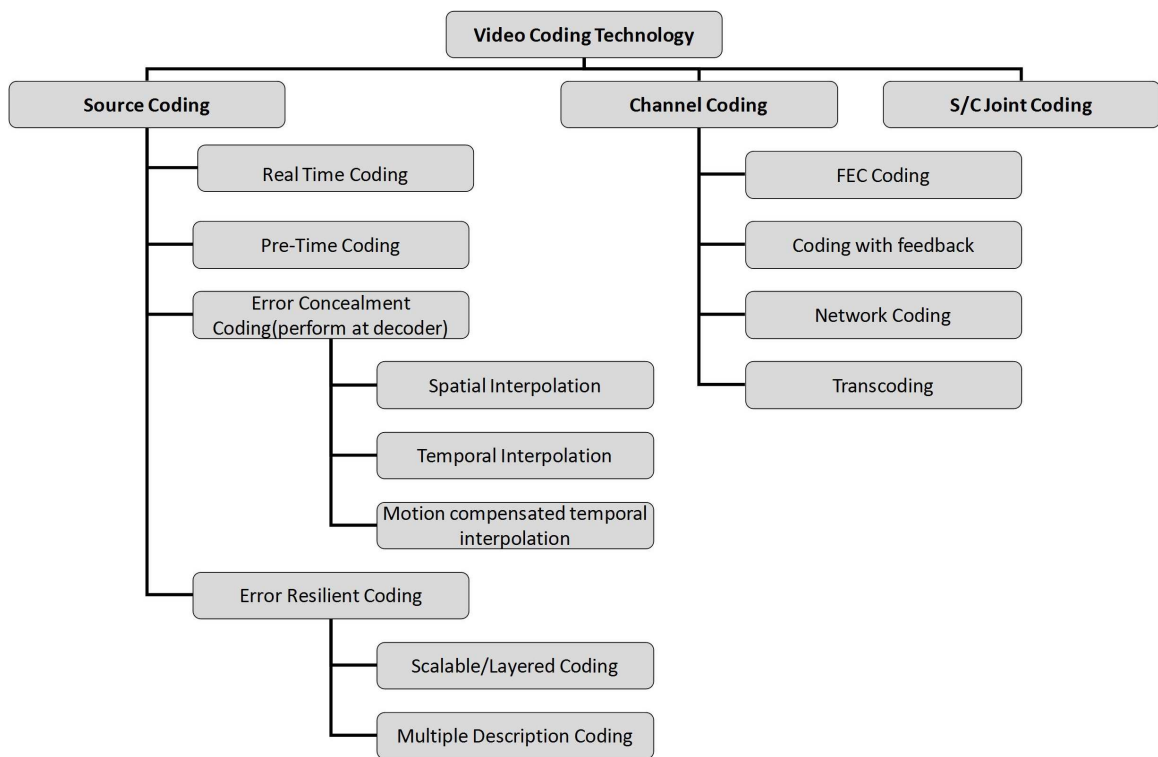 Video Coding Technology
Source Coding
Channel Coding
S/C Joint Coding
Real Time Coding
Pre-Time Coding
Error Concealment
Coding(perform at decoder)
Spatial Interpolation
Temporal Interpolation
Motion compensated temporal
interpolation
Error Resilient Coding
Scalable/Layered Coding
Multiple Description Coding
FEC Coding
Coding with feedback
Network Coding
Transcoding